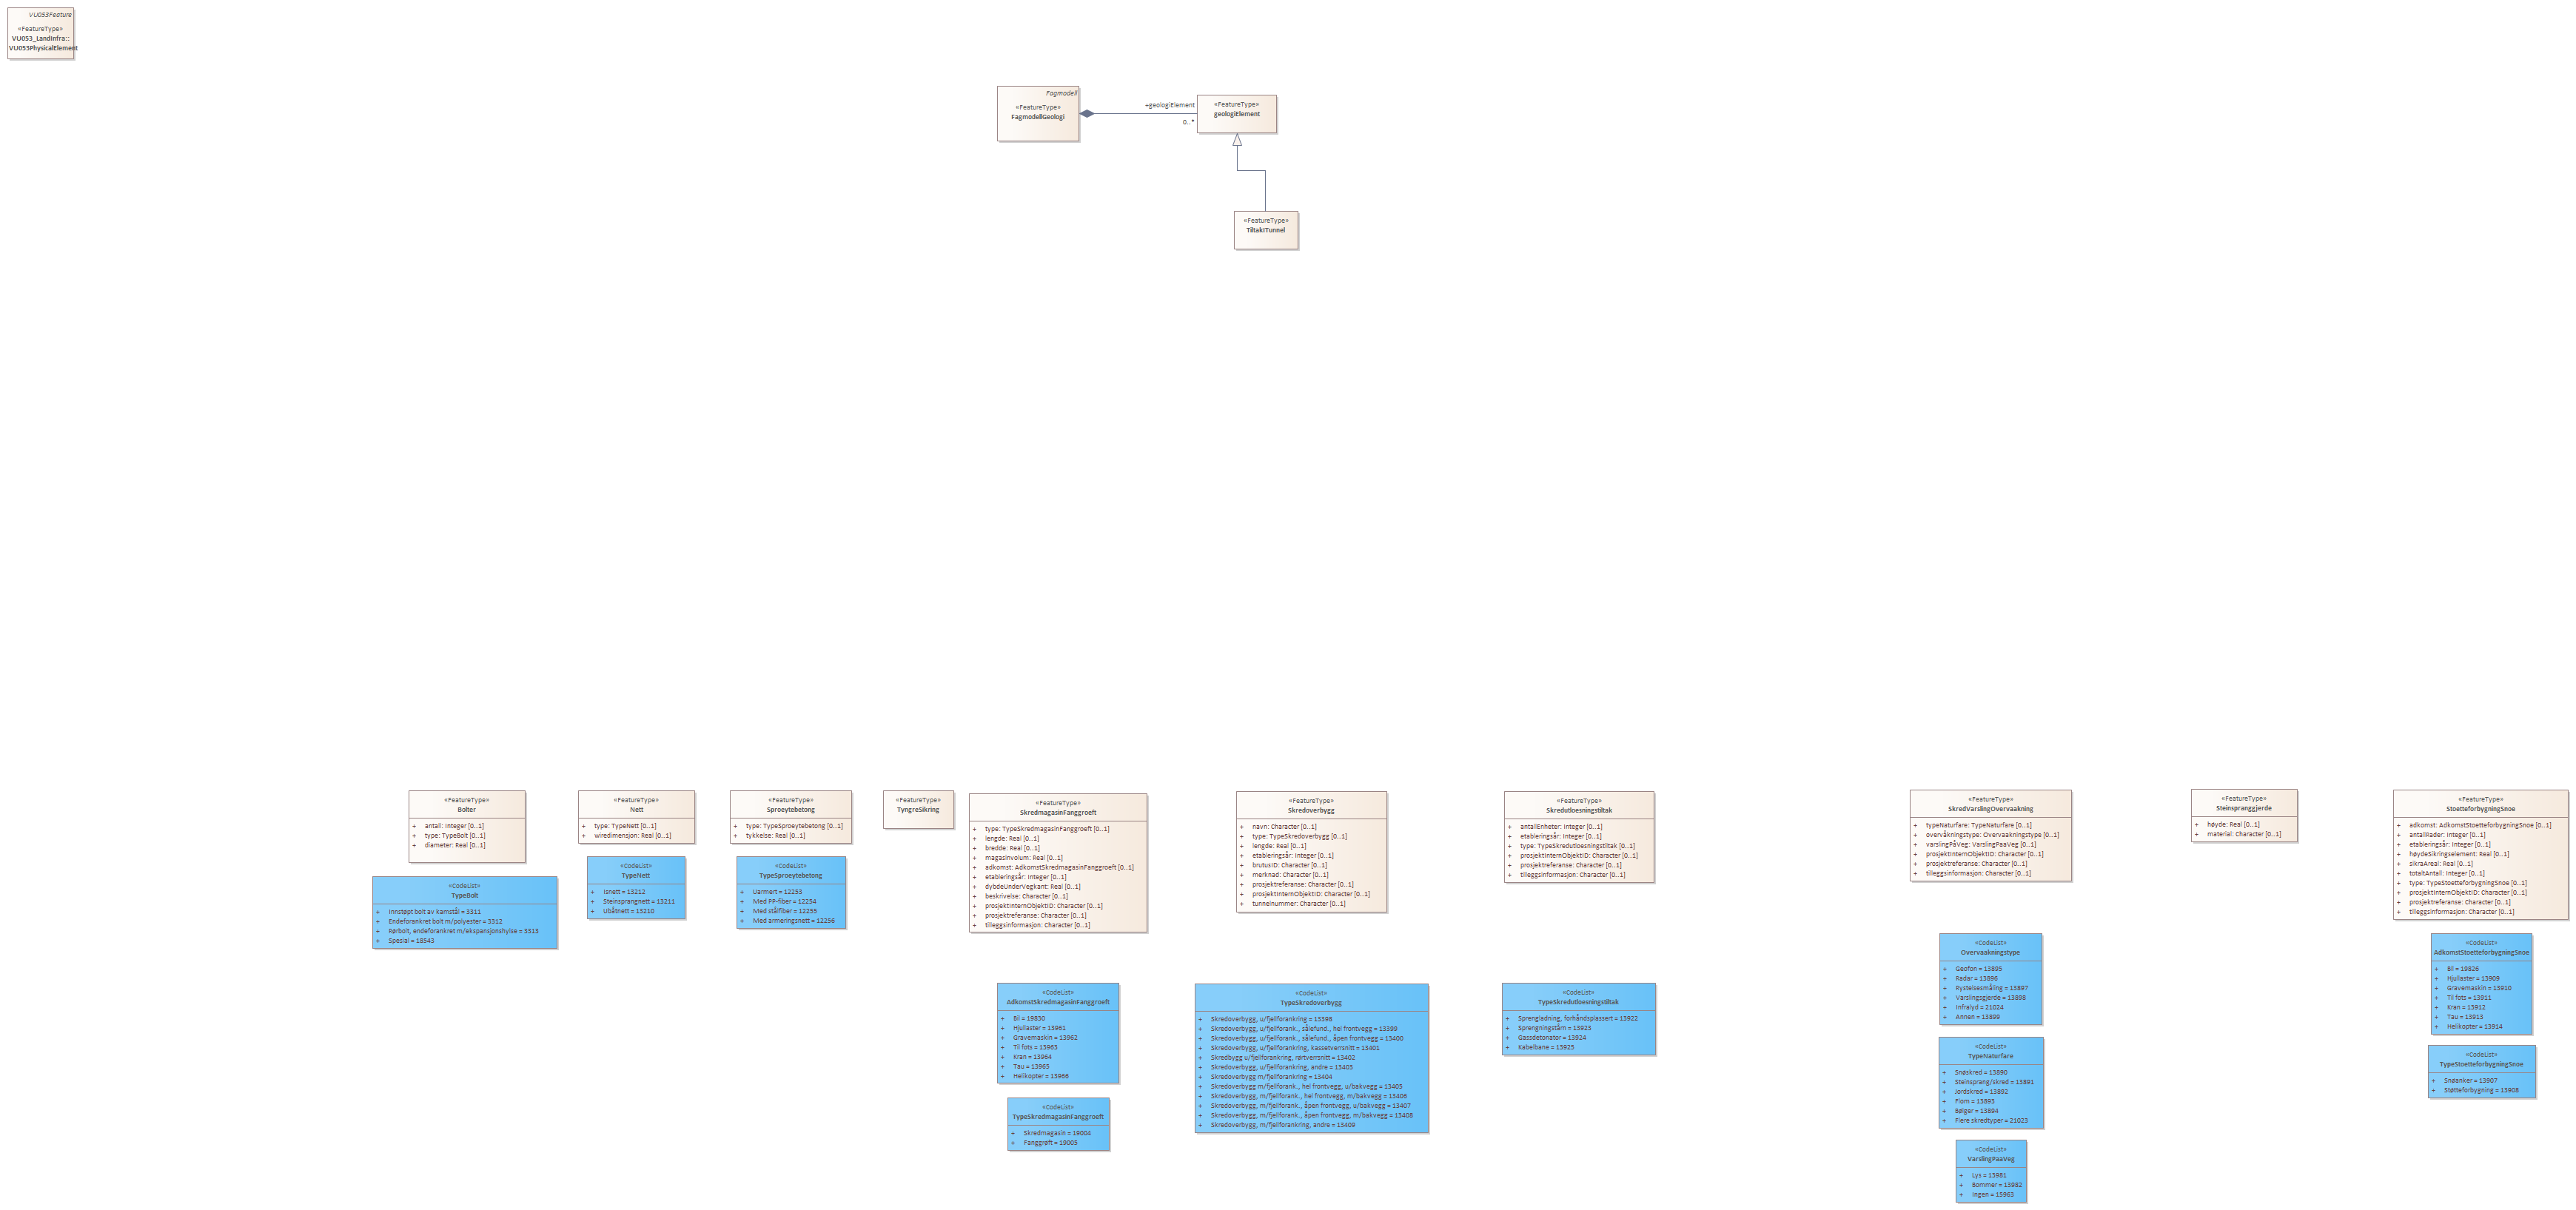 VU053Feature
«FeatureType»
VU053_LandInfra::
VU053PhysicalElement
Fagmodell
«FeatureType»
FagmodellGeologi
+geologiElement
0..*
«FeatureType»
geologiElement
«FeatureType»
TiltakITunnel
«FeatureType»
Bolter
+ antall: Integer [0..1]
+ type: TypeBolt [0..1]
+ diameter: Real [0..1]
«CodeList»
TypeBolt
+ Innstøpt bolt av kamstål = 3311
+ Endeforankret bolt m/polyester = 3312
+ Rørbolt, endeforankret m/ekspansjonshylse = 3313
+ Spesial = 18543
«FeatureType»
Nett
+ type: TypeNett [0..1]
+ wiredimensjon: Real [0..1]
«CodeList»
TypeNett
+ Isnett = 13212
+ Steinsprangnett = 13211
+ Ubåtnett = 13210
«FeatureType»
Sproeytebetong
+ type: TypeSproeytebetong [0..1]
+ tykkelse: Real [0..1]
«CodeList»
TypeSproeytebetong
+ Uarmert = 12253
+ Med PP-fiber = 12254
+ Med stålfiber = 12255
+ Med armeringsnett = 12256
«FeatureType»
TyngreSikring
«FeatureType»
SkredmagasinFanggroeft
+ type: TypeSkredmagasinFanggroeft [0..1]
+ lengde: Real [0..1]
+ bredde: Real [0..1]
+ magasinvolum: Real [0..1]
+ adkomst: AdkomstSkredmagasinFanggroeft [0..1]
+ etableringsår: Integer [0..1]
+ dybdeUnderVegkant: Real [0..1]
+ beskrivelse: Character [0..1]
+ prosjektInternObjektID: Character [0..1]
+ prosjektreferanse: Character [0..1]
+ tilleggsinformasjon: Character [0..1]
«CodeList»
AdkomstSkredmagasinFanggroeft
+ Bil = 19830
+ Hjullaster = 13961
+ Gravemaskin = 13962
+ Til fots = 13963
+ Kran = 13964
+ Tau = 13965
+ Helikopter = 13966
«CodeList»
TypeSkredmagasinFanggroeft
+ Skredmagasin = 19004
+ Fanggrøft = 19005
«FeatureType»
Skredoverbygg
+ navn: Character [0..1]
+ type: TypeSkredoverbygg [0..1]
+ lengde: Real [0..1]
+ etableringsår: Integer [0..1]
+ brutusID: Character [0..1]
+ merknad: Character [0..1]
+ prosjektreferanse: Character [0..1]
+ prosjektInternObjektID: Character [0..1]
+ tunnelnummer: Character [0..1]
«CodeList»
TypeSkredoverbygg
+ Skredoverbygg, u/fjellforankring = 13398
+ Skredoverbygg, u/fjellforank., sålefund., hel frontvegg = 13399
+ Skredoverbygg, u/fjellforank., sålefund., åpen frontvegg = 13400
+ Skredoverbygg, u/fjellforankring, kassetverrsnitt = 13401
+ Skredbygg u/fjellforankring, rørtverrsnitt = 13402
+ Skredoverbygg, u/fjellforankring, andre = 13403
+ Skredoverbygg m/fjellforankring = 13404
+ Skredoverbygg m/fjellforank., hel frontvegg, u/bakvegg = 13405
+ Skredoverbygg, m/fjellforank., hel frontvegg, m/bakvegg = 13406
+ Skredoverbygg, m/fjellforank., åpen frontvegg, u/bakvegg = 13407
+ Skredoverbygg, m/fjellforank., åpen frontvegg, m/bakvegg = 13408
+ Skredoverbygg, m/fjellforankring, andre = 13409
«FeatureType»
Skredutloesningstiltak
+ antallEnheter: Integer [0..1]
+ etableringsår: Integer [0..1]
+ type: TypeSkredutloesningstiltak [0..1]
+ prosjektInternObjektID: Character [0..1]
+ prosjektreferanse: Character [0..1]
+ tilleggsinformasjon: Character [0..1]
«CodeList»
TypeSkredutloesningstiltak
+ Sprengladning, forhåndsplassert = 13922
+ Sprengningstårn = 13923
+ Gassdetonator = 13924
+ Kabelbane = 13925
«FeatureType»
SkredVarslingOvervaakning
+ typeNaturfare: TypeNaturfare [0..1]
+ overvåkningstype: Overvaakningstype [0..1]
+ varslingPåVeg: VarslingPaaVeg [0..1]
+ prosjektInternObjektID: Character [0..1]
+ prosjektreferanse: Character [0..1]
+ tilleggsinformasjon: Character [0..1]
«CodeList»
Overvaakningstype
+ Geofon = 13895
+ Radar = 13896
+ Rystelsesmåling = 13897
+ Varslingsgjerde = 13898
+ Infralyd = 21024
+ Annen = 13899
«CodeList»
TypeNaturfare
+ Snøskred = 13890
+ Steinsprang/skred = 13891
+ Jordskred = 13892
+ Flom = 13893
+ Bølger = 13894
+ Flere skredtyper = 21023
«CodeList»
VarslingPaaVeg
+ Lys = 13981
+ Bommer = 13982
+ Ingen = 13983
«FeatureType»
Steinspranggjerde
+ høyde: Real [0..1]
+ material: Character [0..1]
«FeatureType»
StoetteforbygningSnoe
+ adkomst: AdkomstStoetteforbygningSnoe [0..1]
+ antallRader: Integer [0..1]
+ etableringsår: Integer [0..1]
+ høydeSikringselement: Real [0..1]
+ sikraAreal: Real [0..1]
+ totaltAntall: Integer [0..1]
+ type: TypeStoetteforbygningSnoe [0..1]
+ prosjektInternObjektID: Character [0..1]
+ prosjektreferanse: Character [0..1]
+ tilleggsinformasjon: Character [0..1]
«CodeList»
AdkomstStoetteforbygningSnoe
+ Bil = 19826
+ Hjullaster = 13909
+ Gravemaskin = 13910
+ Til fots = 13911
+ Kran = 13912
+ Tau = 13913
+ Helikopter = 13914
«CodeList»
TypeStoetteforbygningSnoe
+ Snøanker = 13907
+ Støtteforbygning = 13908